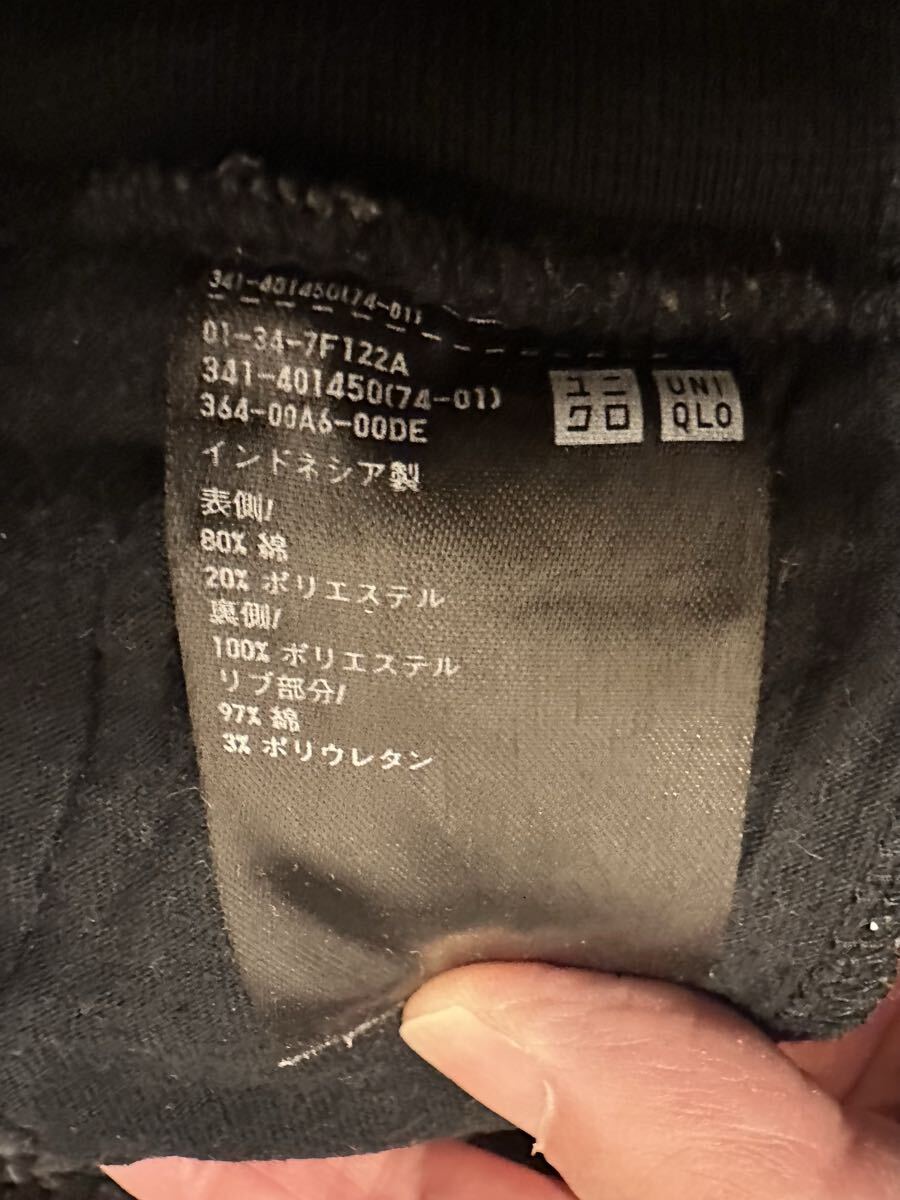 341-401450(74-01)
01-34-7F122A
341-401450(74-01)
364-00A6-00DE
ユニ
クロ
UNI
QLO
インドネシア製
表側/
80% 綿
20% ポリエステル
裏側/
100% ポリエステル
リブ部分/
97% 綿
3% ポリウレタン